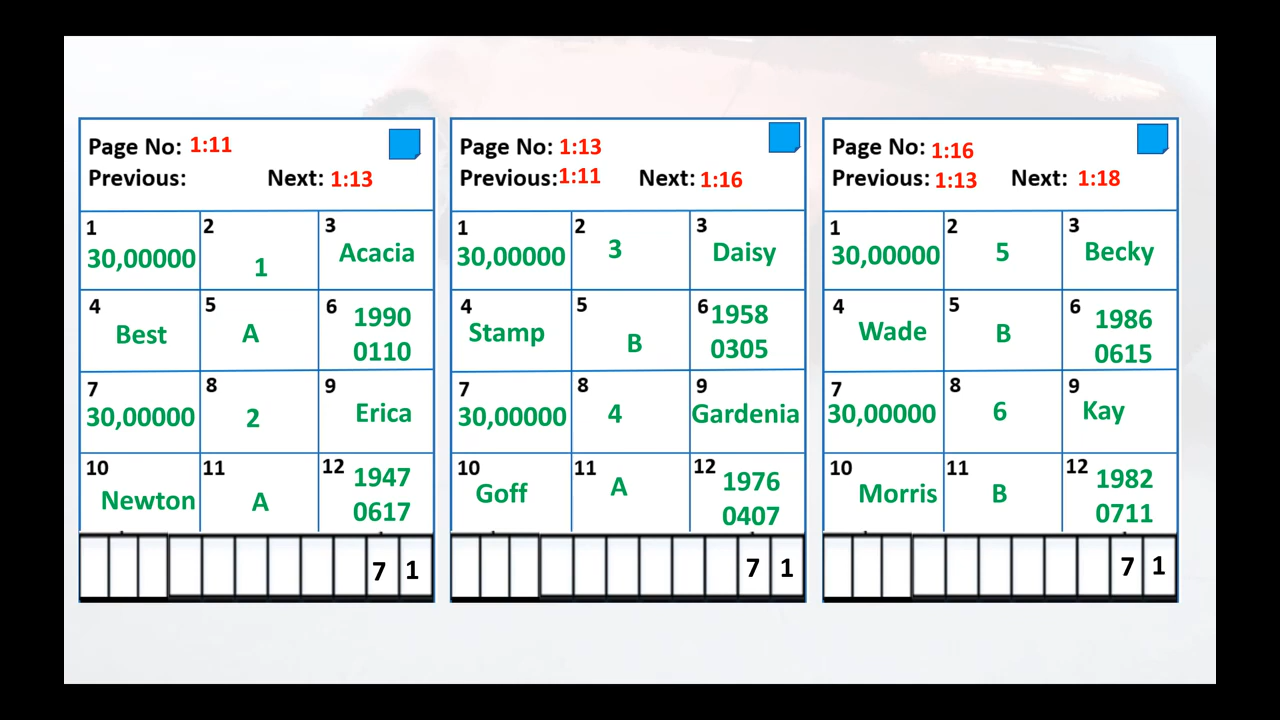 Page No: 1:11
Previous: Next: 1:13
1 2 3
30,00000 1 Acacia
4 5 6
Best A 1990
0110
7 8 9
30,00000 2 Erica
10 11 12
Newton A 1947
0617
7 1
Page No: 1:13
Previous: 1:11 Next: 1:16
1 2 3
30,00000 3 Daisy
4 5 6
Stamp B 1958
0305
7 8 9
30,00000 4 Gardenia
10 11 12
Goff A 1976
0407
7 1
Page No: 1:16
Previous: 1:13 Next: 1:18
1 2 3
30,00000 5 Becky
4 5 6
Wade B 1986
0615
7 8 9
30,00000 6 Kay
10 11 12
Morris B 1982
0711
7 1